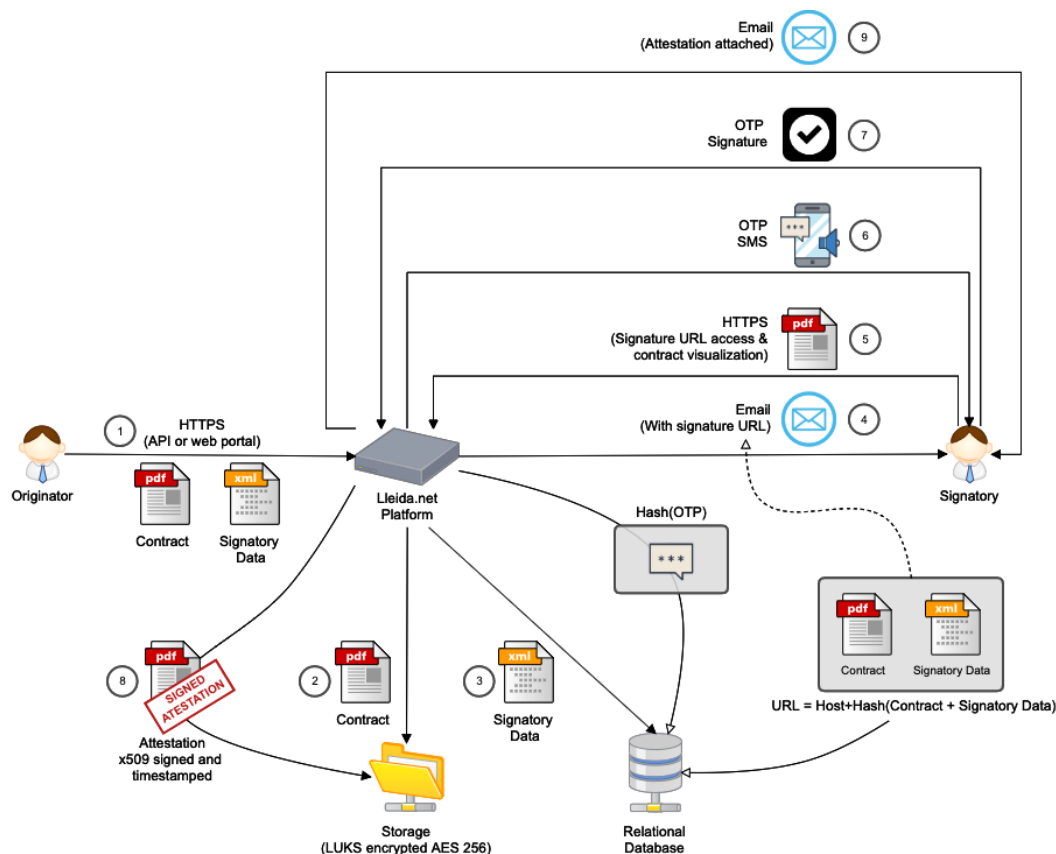 Email
(Attestation attached)
9
OTP
Signature
7
OTP
SMS
***
6
HTTPS
(Signature URL access &
contract visualization)
pdf
5
Email
(With signature URL)
4
1
HTTPS
(API or web portal)
Originator
pdf
Contract
xml
Signatory
Data
Lleida.net
Platform
Signatory
Hash(OTP)
***
pdf
Contract
xml
Signatory Data
URL = Host+Hash(Contract + Signatory Data)
8
pdf
SIGNED
ATESTATION
Attestation
x509 signed and
timestamped
2
pdf
Contract
3
xml
Signatory
Data
Storage
(LUKS encrypted AES 256)
Relational
Database